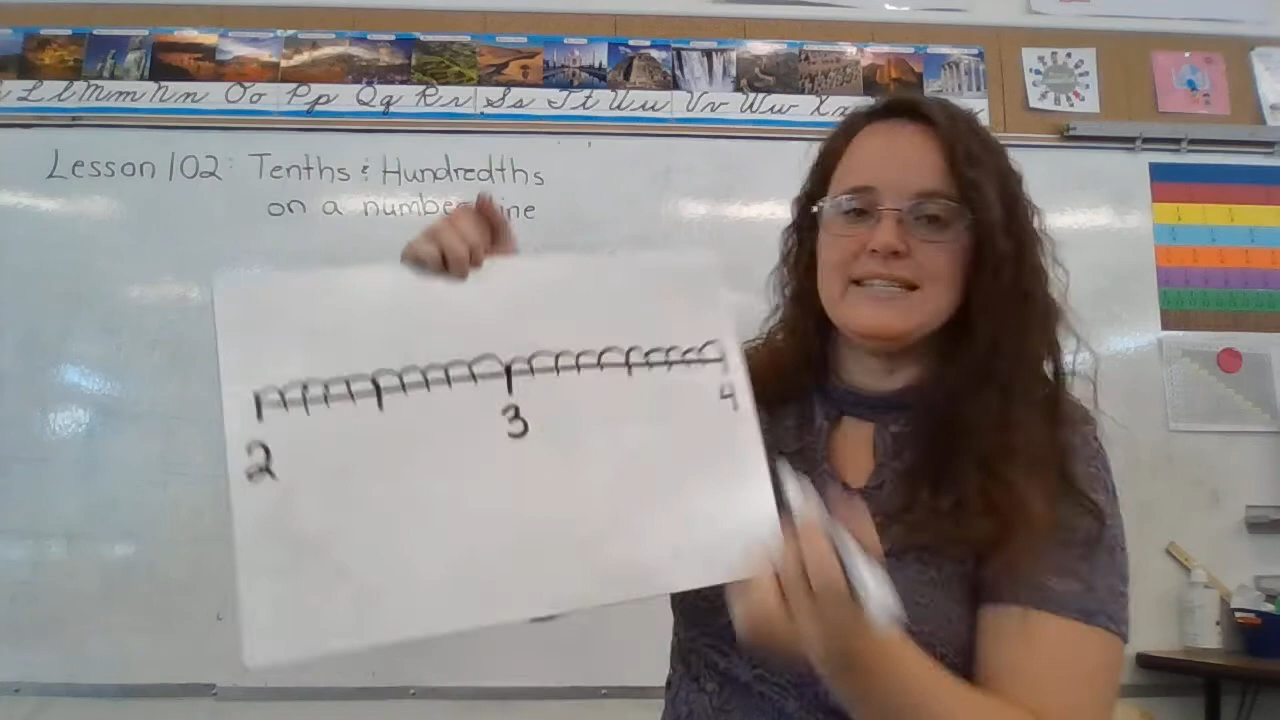 Ll Mm Nn Oo Pp Qq Rr Ss Tt Uu Vv Ww Xx
Lesson 102: Tenths & Hundredths
on a number line
2 3 4